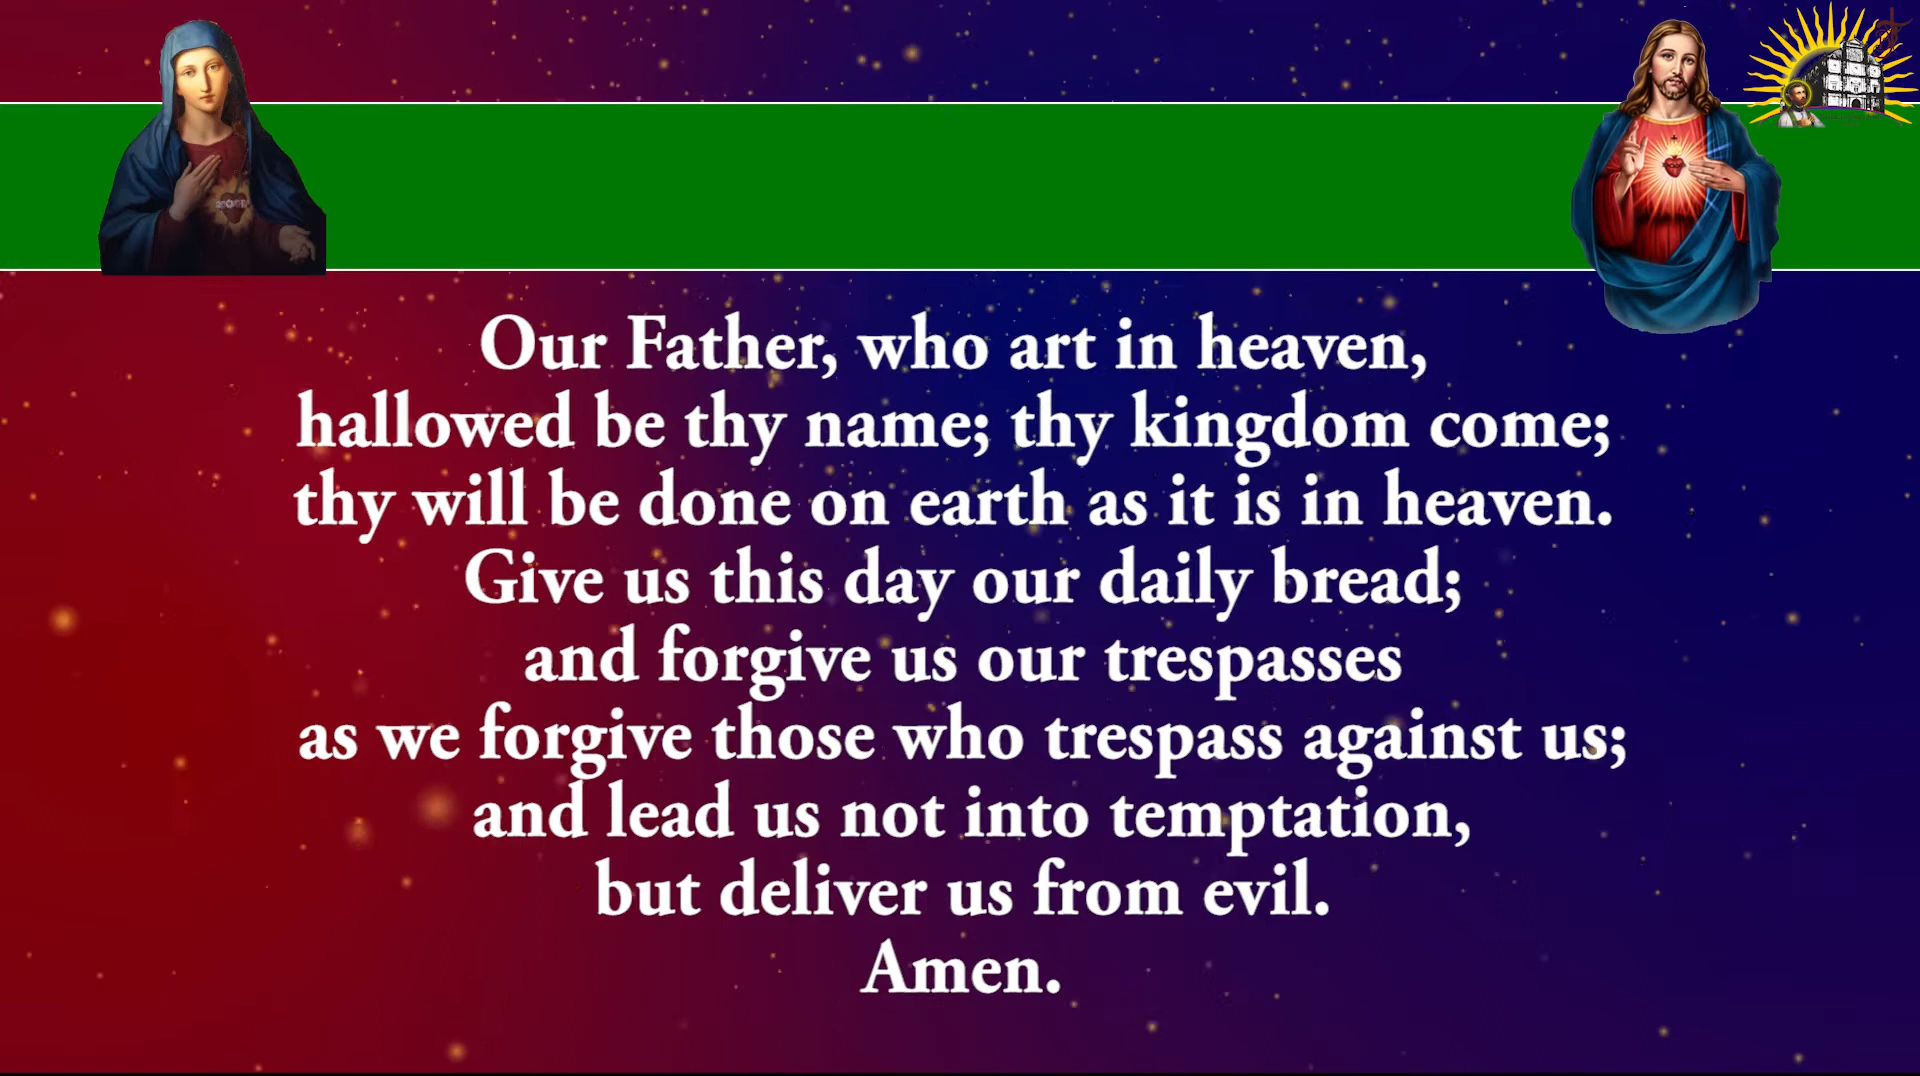 Our Father, who art in heaven,
hallowed be thy name; thy kingdom come;
thy will be done on earth as it is in heaven.
Give us this day our daily bread;
and forgive us our trespasses
as we forgive those who trespass against us;
and lead us not into temptation,
but deliver us from evil.
Amen.